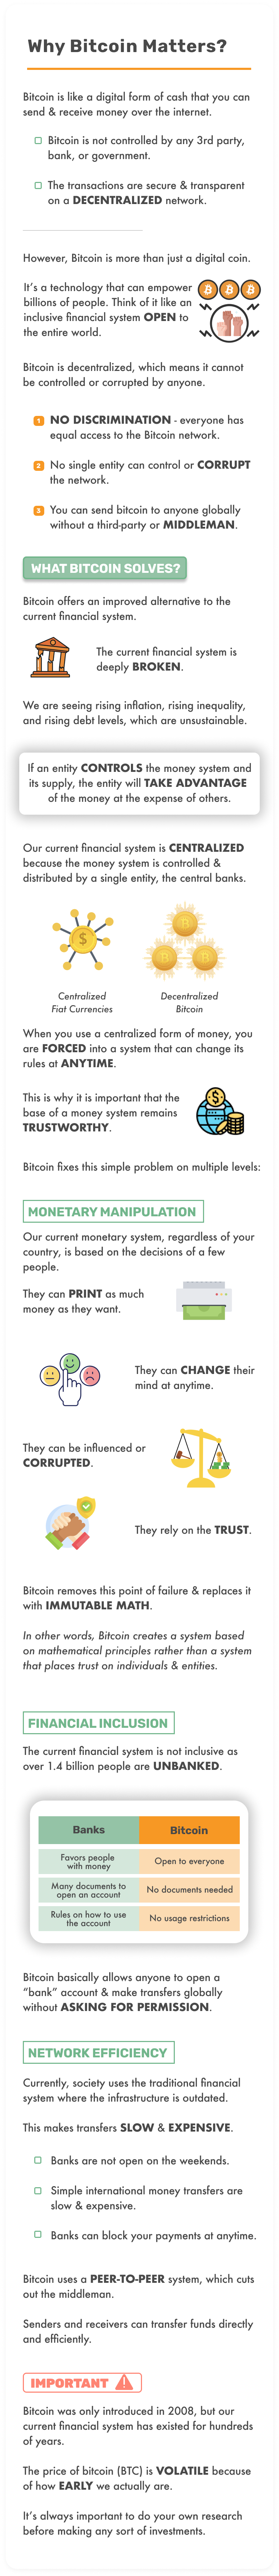 Why Bitcoin Matters?
Bitcoin is like a digital form of cash that you can
send & receive money over the internet.
Bitcoin is not controlled by any 3rd party,
bank, or government.
The transactions are secure & transparent
on a DECENTRALIZED network.
However, Bitcoin is more than just a digital coin.
It's a technology that can empower
billions of people. Think of it like an
inclusive financial system OPEN to
the entire world.
Bitcoin is decentralized, which means it cannot
be controlled or corrupted by anyone.
1 NO DISCRIMINATION - everyone has
equal access to the Bitcoin network.
2 No single entity can control or CORRUPT
the network.
3 You can send bitcoin to anyone globally
without a third-party or MIDDLEMAN.
WHAT BITCOIN SOLVES?
Bitcoin offers an improved alternative to the
current financial system.
The current financial system is
deeply BROKEN.
We are seeing rising inflation, rising inequality,
and rising debt levels, which are unsustainable.
If an entity CONTROLS the money system and
its supply, the entity will TAKE ADVANTAGE
of the money at the expense of others.
Our current financial system is CENTRALIZED
because the money system is controlled &
distributed by a single entity, the central banks.
Centralized
Fiat Currencies
Decentralized
Bitcoin
When you use a centralized form of money, you
are FORCED into a system that can change its
rules at ANYTIME.
This is why it is important that the
base of a money system remains
TRUSTWORTHY.
Bitcoin fixes this simple problem on multiple levels:
MONETARY MANIPULATION
Our current monetary system, regardless of your
country, is based on the decisions of a few
people.
They can PRINT as much
money as they want.
They can CHANGE their
mind at anytime.
They can be influenced or
CORRUPTED.
They rely on the TRUST.
Bitcoin removes this point of failure & replaces it
with IMMUTABLE MATH.
In other words, Bitcoin creates a system based
on mathematical principles rather than a system
that places trust on individuals & entities.
FINANCIAL INCLUSION
The current financial system is not inclusive as
over 1.4 billion people are UNBANKED.
Banks Bitcoin
Favors people
with money
Open to everyone
Many documents to
open an account
No documents needed
Rules on how to use
the account
No usage restrictions
Bitcoin basically allows anyone to open a
"bank" account & make transfers globally
without ASKING FOR PERMISSION.
NETWORK EFFICIENCY
Currently, society uses the traditional financial
system where the infrastructure is outdated.
This makes transfers SLOW & EXPENSIVE.
Banks are not open on the weekends.
Simple international money transfers are
slow & expensive.
Banks can block your payments at anytime.
Bitcoin uses a PEER-TO-PEER system, which cuts
out the middleman.
Senders and receivers can transfer funds directly
and efficiently.
IMPORTANT
Bitcoin was only introduced in 2008, but our
current financial system has existed for hundreds
of years.
The price of bitcoin (BTC) is VOLATILE because
of how EARLY we actually are.
It's always important to do your own research
before making any sort of investments.